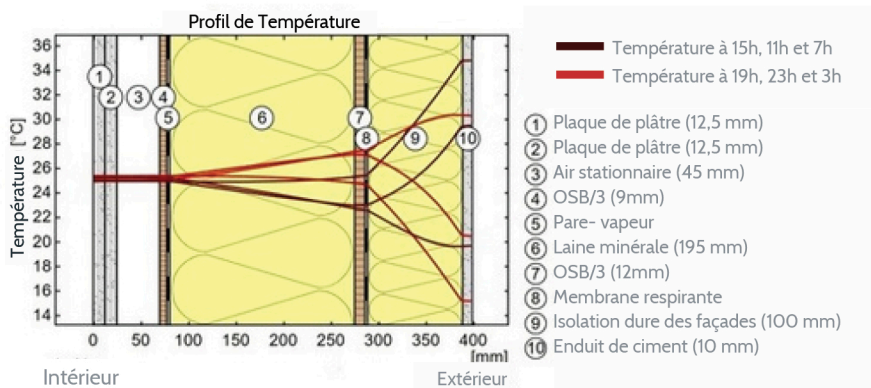 Profil de Température
Température [°C]
36
34
32
30
28
26
24
22
20
18
16
14
1
2
3
4
5
6
7
8
9
10
0
50
100
150
200
250
300
350
400
[mm]
Intérieur
Extérieur
Température à 15h, 11h et 7h
Température à 19h, 23h et 3h
1 Plaque de plâtre (12,5 mm)
2 Plaque de plâtre (12,5 mm)
3 Air stationnaire (45 mm)
4 OSB/3 (9mm)
5 Pare- vapeur
6 Laine minérale (195 mm)
7 OSB/3 (12mm)
8 Membrane respirante
9 Isolation dure des façades (100 mm)
10 Enduit de ciment (10 mm)